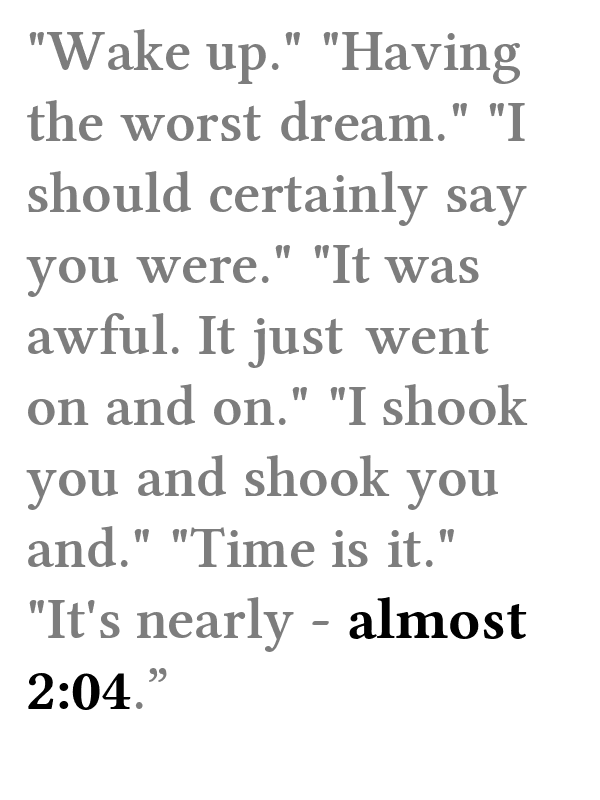 "Wake up." "Having
the worst dream." "I
should certainly say
you were." "It was
awful. It just went
on and on." "I shook
you and shook you
and." "Time is it."
"It's nearly - almost
2:04.”